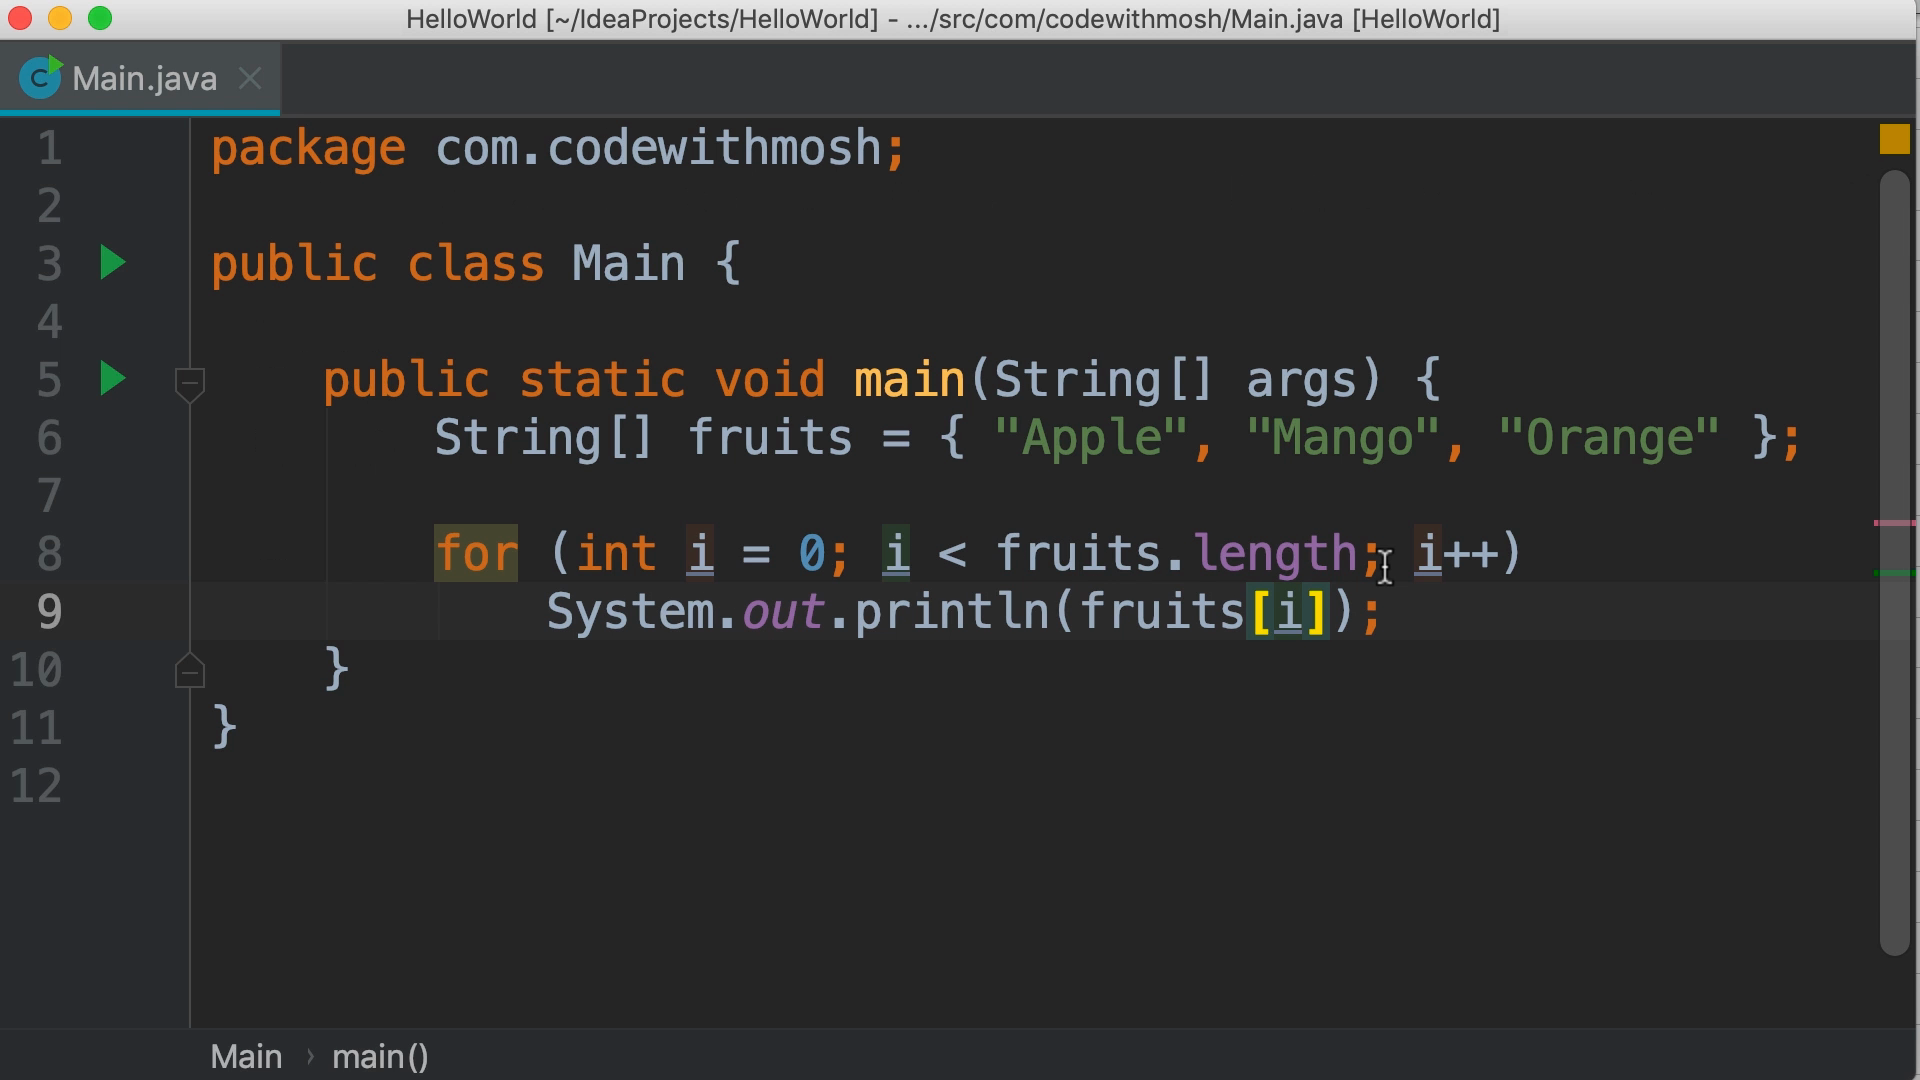 HelloWorld [~/IdeaProjects/HelloWorld] - .../src/com/codewithmosh/Main.java [HelloWorld]
C Main.java
1 package com.codewithmosh;
2
3 public class Main {
4
5 public static void main(String[] args) {
6 String[] fruits = { "Apple", "Mango", "Orange" };
7
8 for (int i = 0; i < fruits.length; i++)
9 System.out.println(fruits[i]);
10 }
11 }
12
Main › main()